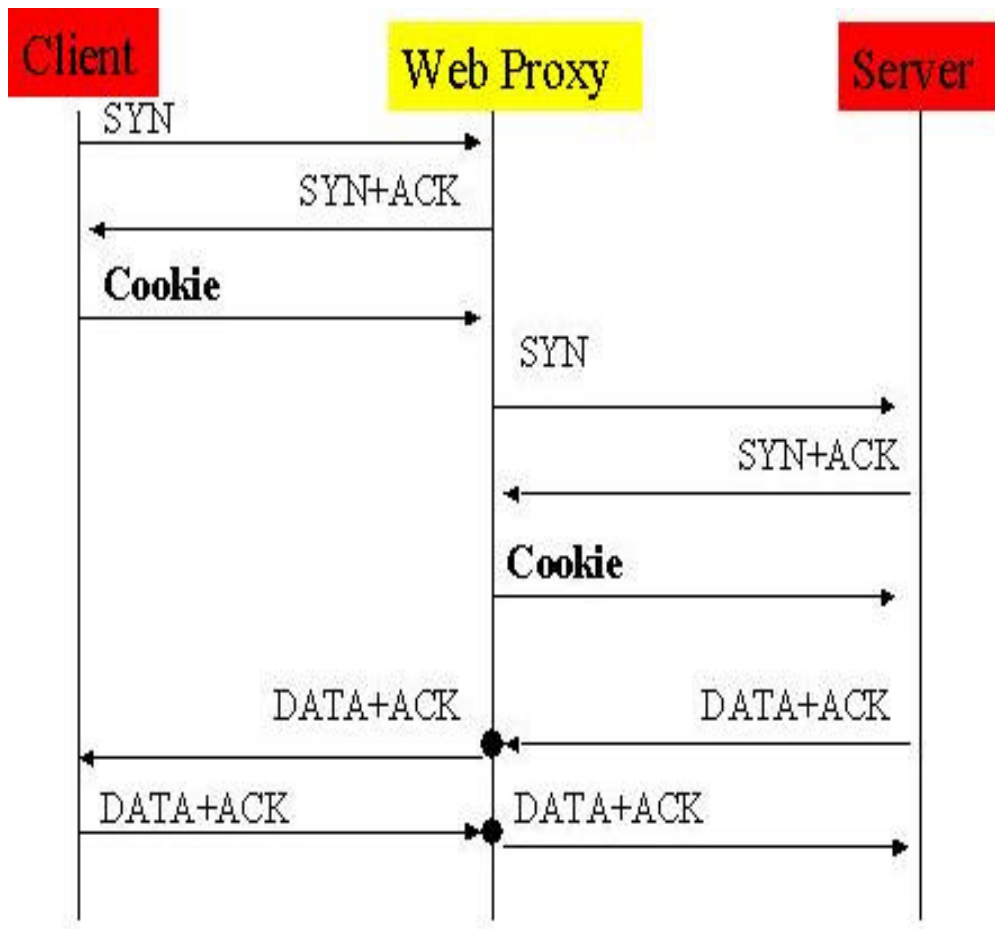 Client
Web Proxy
Server
SYN
SYN+ACK
Cookie
SYN
SYN+ACK
Cookie
DATA+ACK
DATA+ACK
DATA+ACK
DATA+ACK